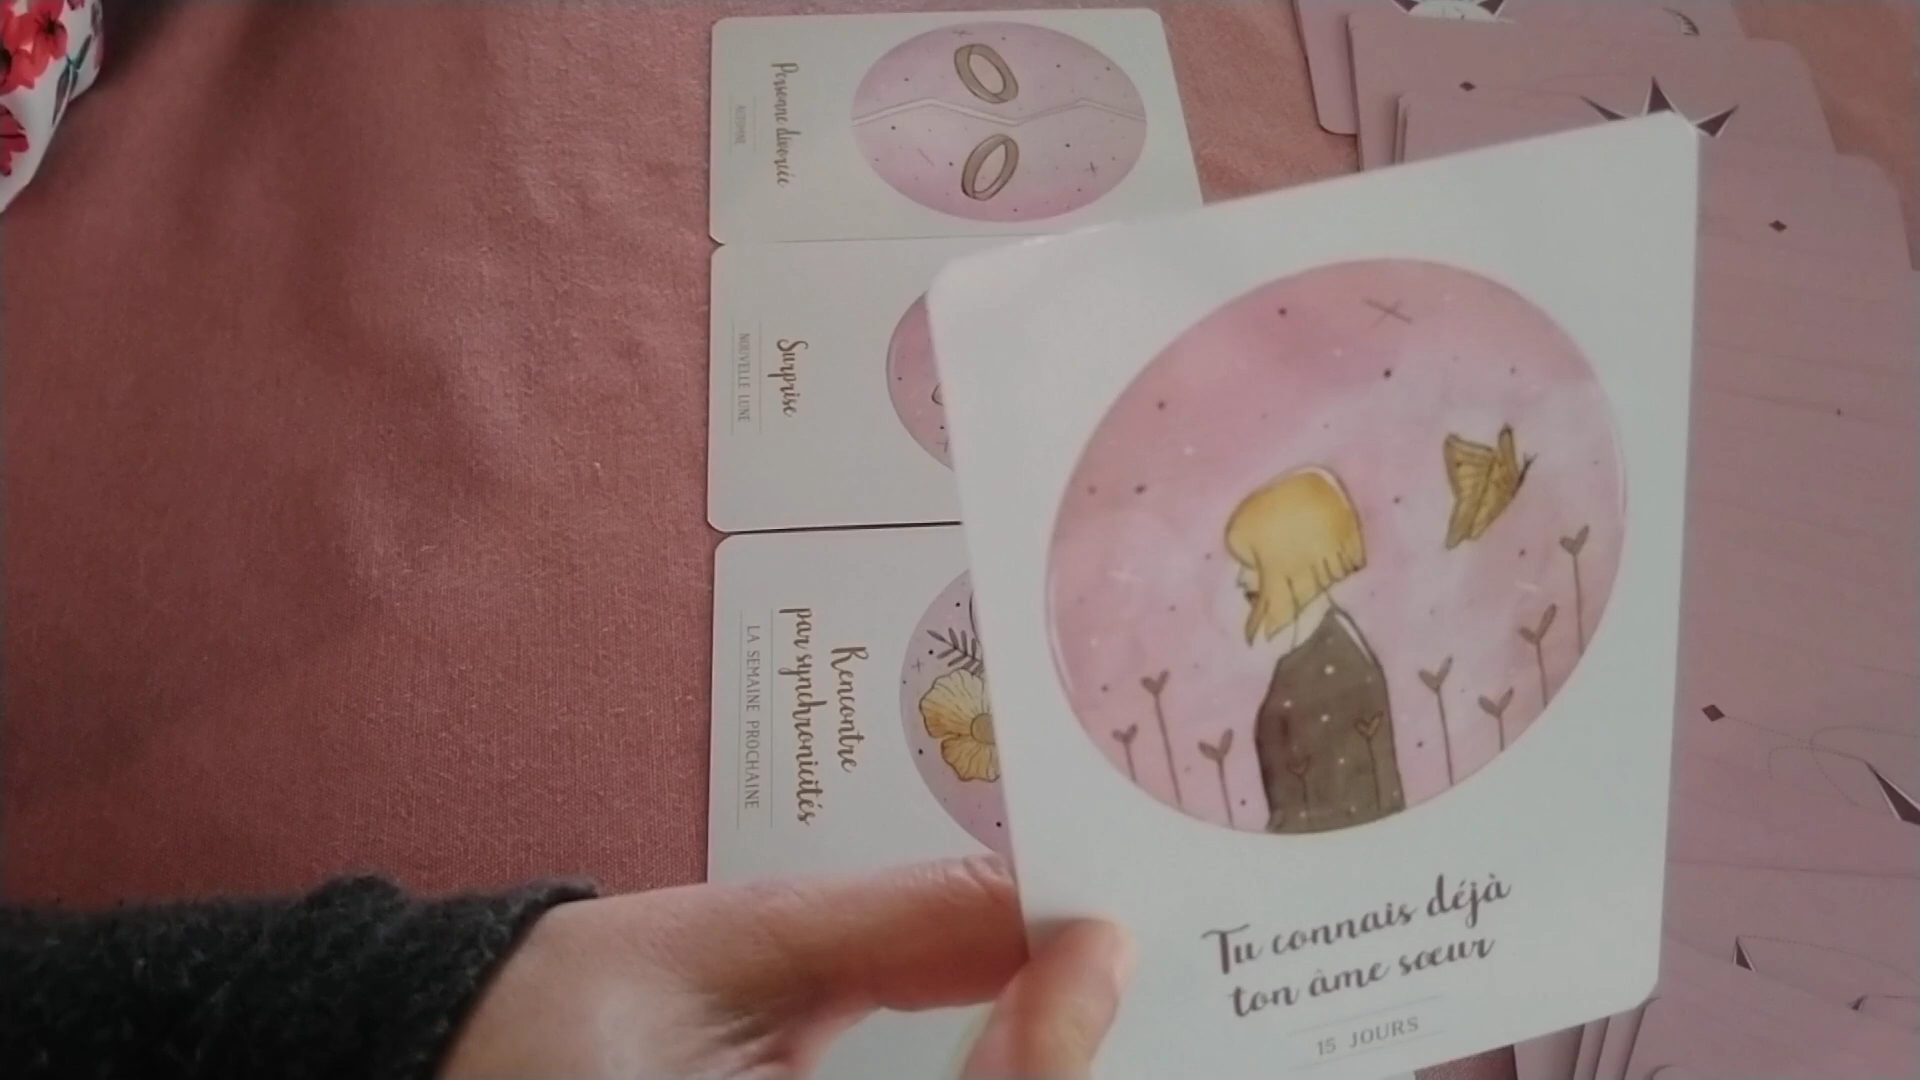 Personne divorcée
AUTOMNE
Surprise
NOUVELLE LUNE
Rencontre
par synchronicités
LA SEMAINE PROCHAINE
Tu connais déjà
ton âme sœur
15 JOURS